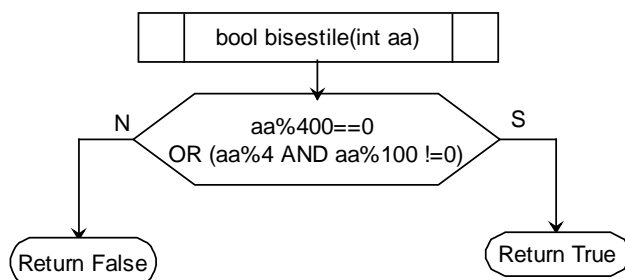 bool bisestile(int aa)
N
aa%400==0
S
OR (aa%4 AND aa%100 !=0)
Return False
Return True